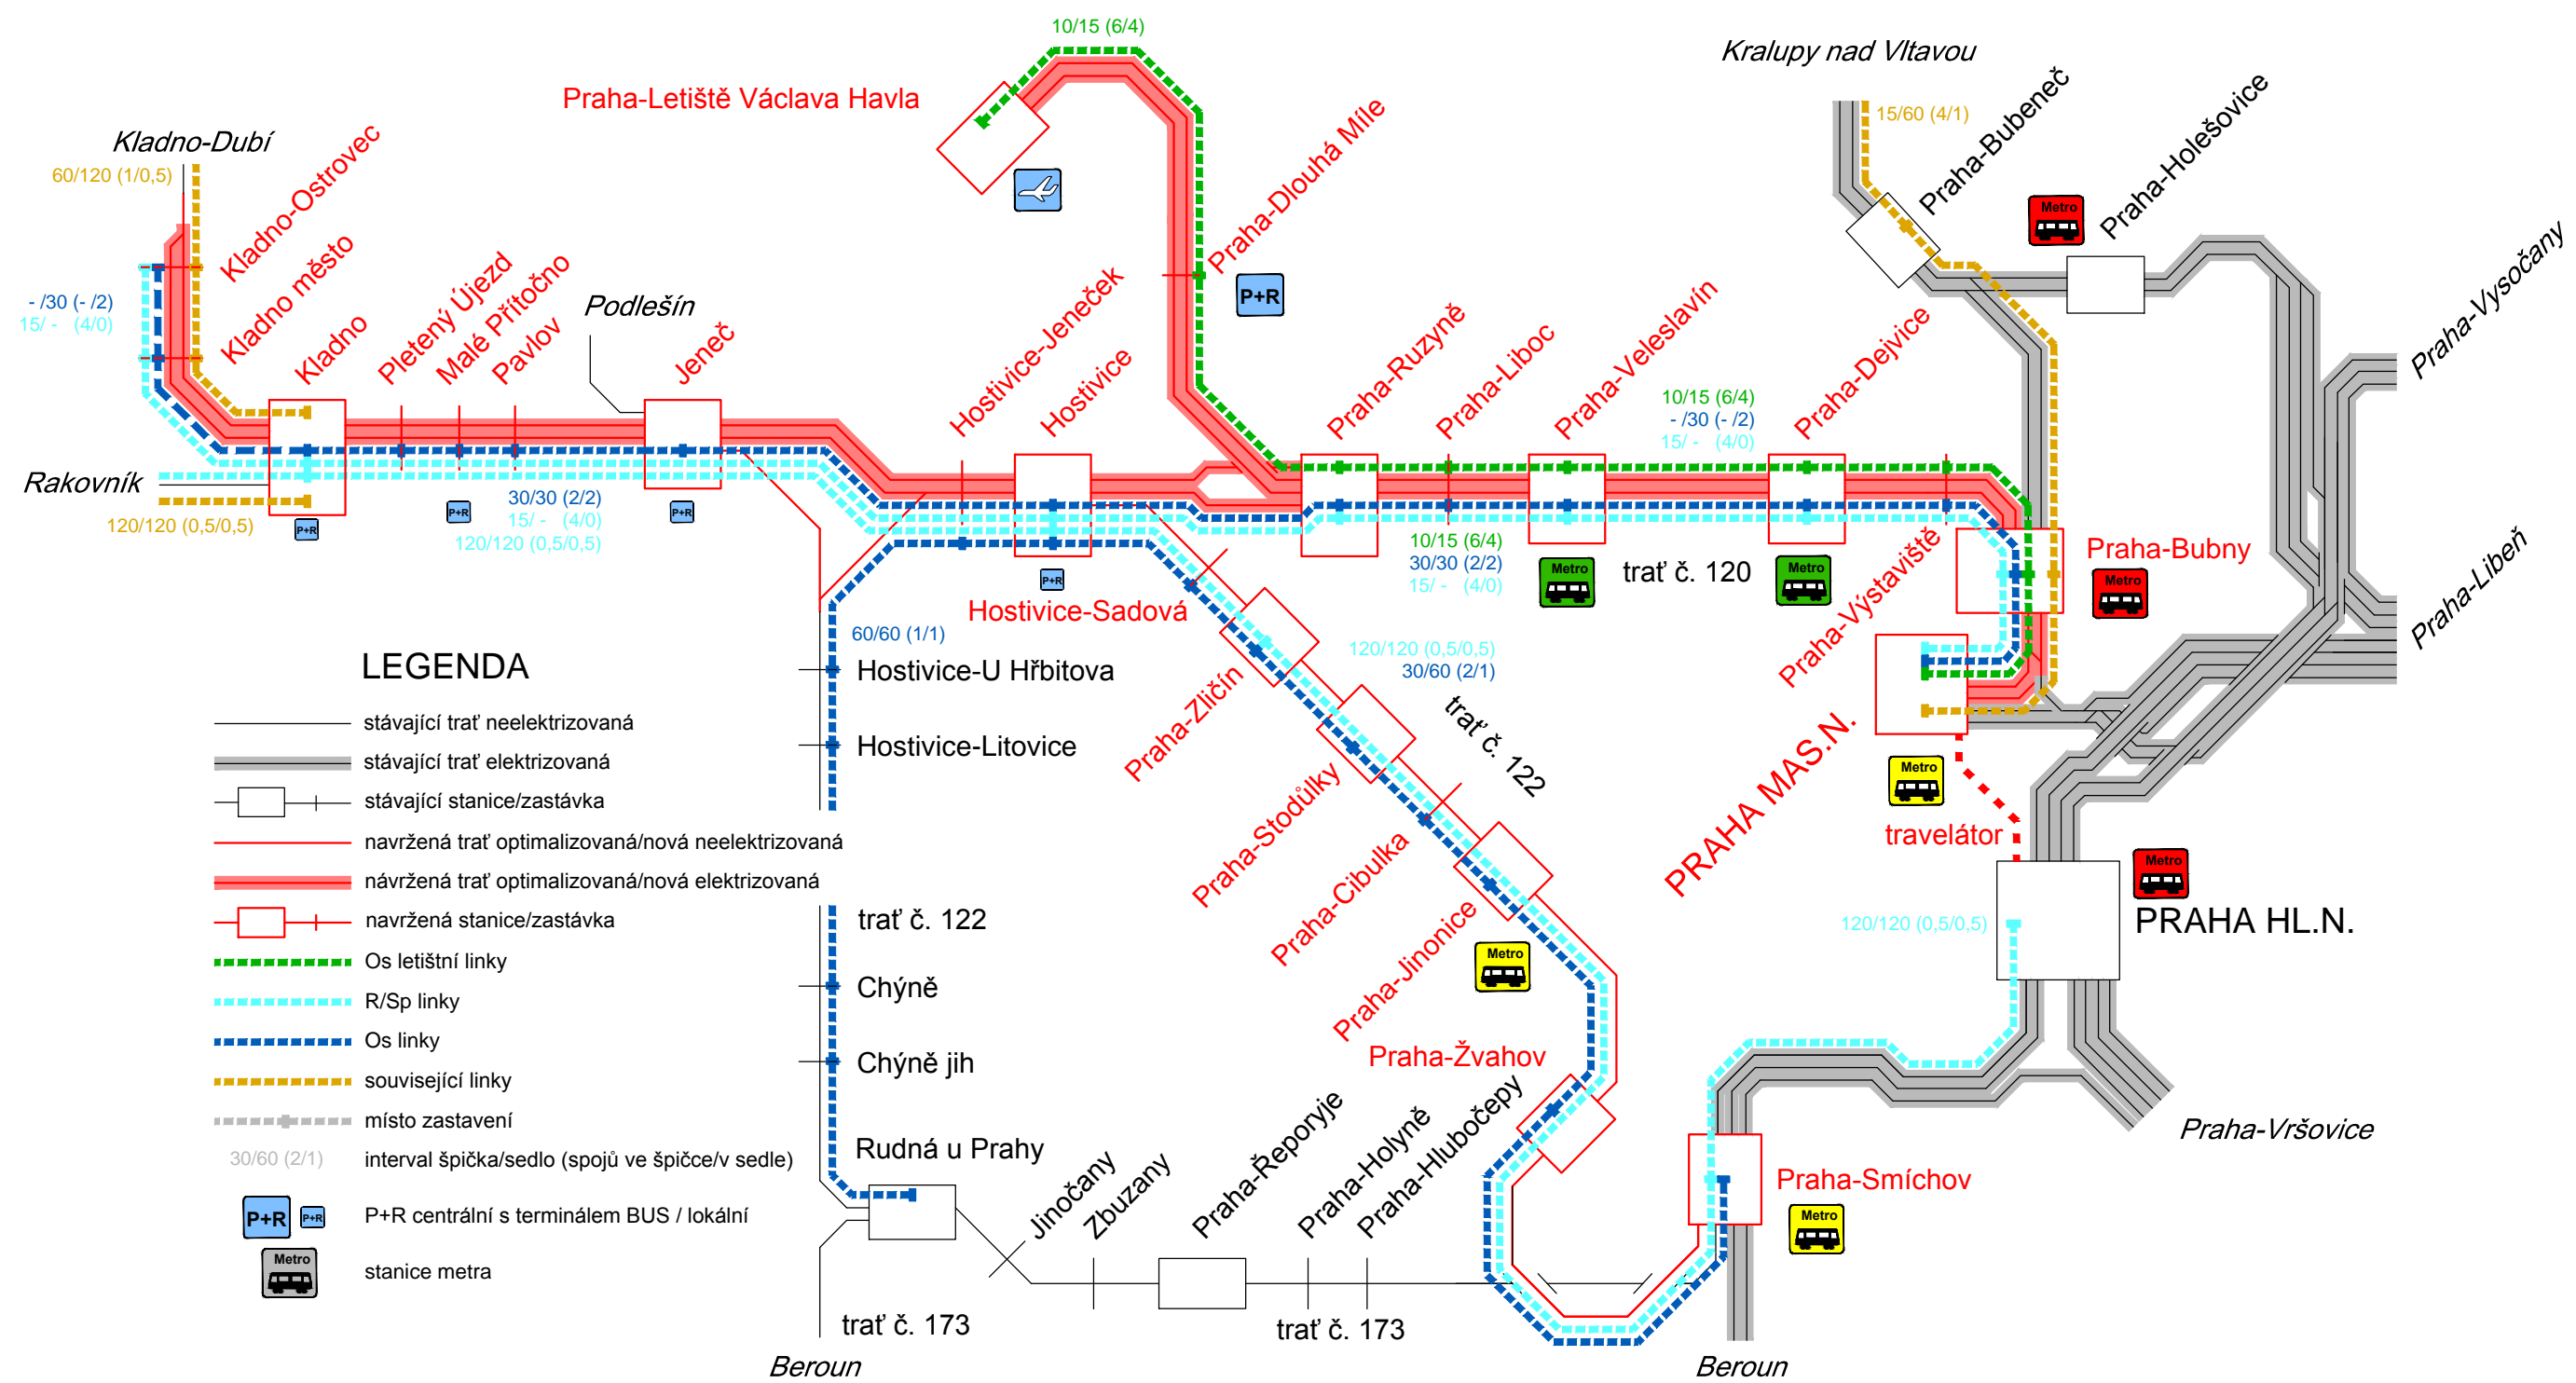 10/15 (6/4)
Kralupy nad Vltavou
Praha-Letiště Václava Havla
15/60 (4/1)
Praha-Bubeneč
Praha-Holešovice
Metro
Kladno-Dubí
60/120 (1/0,5)
Kladno-Ostrovec
Kladno město
- /30 (- /2)
15/ - (4/0)
Kladno
Pletený Újezd
Malé Přítočno
Pavlov
Podlešín
Jeneč
Hostivice-Jeneček
Hostivice
Praha-Dlouhá Míle
P+R
Praha-Ruzyně
Praha-Liboc
Praha-Veleslavín
10/15 (6/4)
- /30 (- /2)
15/ - (4/0)
Praha-Dejvice
Praha-Vysočany
Rakovník
120/120 (0,5/0,5)
P+R
30/30 (2/2)
15/ - (4/0)
120/120 (0,5/0,5)
P+R
P+R
P+R
10/15 (6/4)
30/30 (2/2)
15/ - (4/0)
Metro
trať č. 120
Metro
Praha-Výstaviště
Praha-Bubny
Metro
Praha-Libeň
Hostivice-Sadová
60/60 (1/1)
120/120 (0,5/0,5)
30/60 (2/1)
Hostivice-U Hřbitova
Praha-Zličín
trať č. 122
Hostivice-Litovice
Praha-Stodůlky
PRAHA MAS.N.
Metro
travelátor
Praha-Cibulka
Metro
PRAHA HL.N.
120/120 (0,5/0,5)
Praha-Jinonice
Metro
trať č. 122
Chýně
Praha-Žvahov
Chýně jih
Praha-Vršovice
Rudná u Prahy
Jinočany
Zbuzany
Praha-Řeporyje
Praha-Holyně
Praha-Hlubočepy
Praha-Smíchov
Metro
trať č. 173
trať č. 173
Beroun
Beroun
LEGENDA
stávající trať neelektrizovaná
stávající trať elektrizovaná
stávající stanice/zastávka
navržená trať optimalizovaná/nová neelektrizovaná
návržená trať optimalizovaná/nová elektrizovaná
navržená stanice/zastávka
Os letištní linky
R/Sp linky
Os linky
související linky
místo zastavení
30/60 (2/1) interval špička/sedlo (spojů ve špičce/v sedle)
P+R P+R P+R centrální s terminálem BUS / lokální
Metro stanice metra